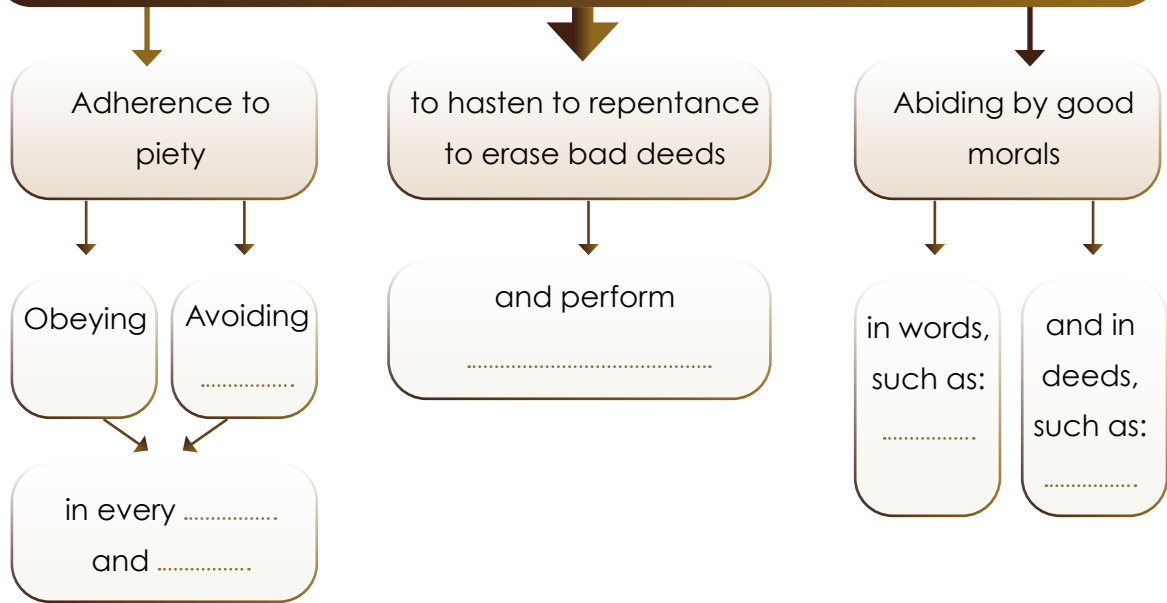 Adherence to
piety
to hasten to repentance
to erase bad deeds
Abiding by good
morals
Obeying
Avoiding
................
and perform
..........................................
in words,
such as:
................
and in
deeds,
such as:
................
in every ................
and ................